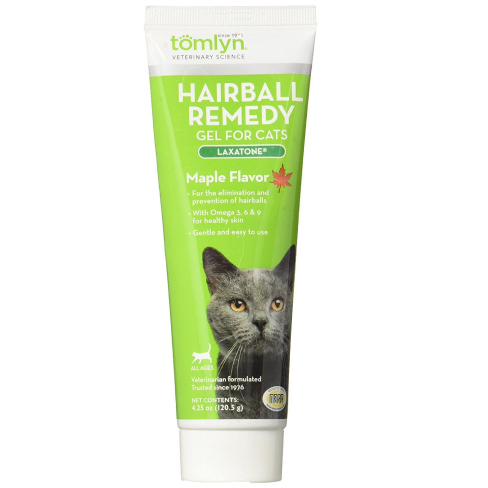 since 1976
tomlyn
VETERINARY SCIENCE
HAIRBALL
REMEDY
GEL FOR CATS
LAXATONE®
Maple Flavor
• For the elimination and
prevention of hairballs
• With Omega 3, 6 & 9
for healthy skin
• Gentle and easy to use
ALL AGES
Veterinarian formulated
Trusted since 1976
NET CONTENTS:
4.25 oz (120.5 g)